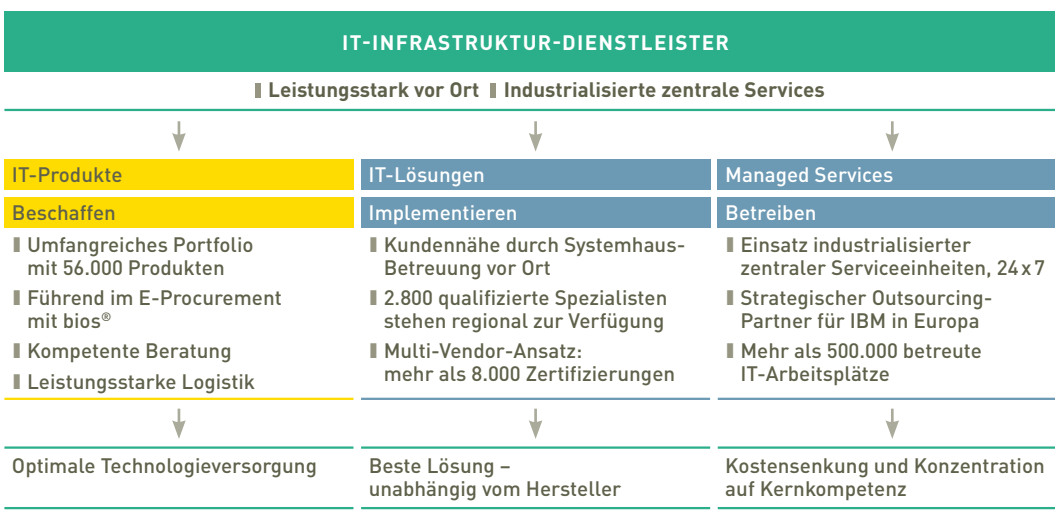 IT-INFRASTRUKTUR-DIENSTLEISTER
Leistungsstark vor Ort Industrialisierte zentrale Services
IT-Produkte
Beschaffen
Umfangreiches Portfolio
mit 56.000 Produkten
Führend im E-Procurement
mit bios®
Kompetente Beratung
Leistungsstarke Logistik
Optimale Technologieversorgung
IT-Lösungen
Implementieren
Kundennähe durch Systemhaus-
Betreuung vor Ort
2.800 qualifizierte Spezialisten
stehen regional zur Verfügung
Multi-Vendor-Ansatz:
mehr als 8.000 Zertifizierungen
Beste Lösung –
unabhängig vom Hersteller
Managed Services
Betreiben
Einsatz industrialisierter
zentraler Serviceeinheiten, 24x7
Strategischer Outsourcing-
Partner für IBM in Europa
Mehr als 500.000 betreute
IT-Arbeitsplätze
Kostensenkung und Konzentration
auf Kernkompetenz